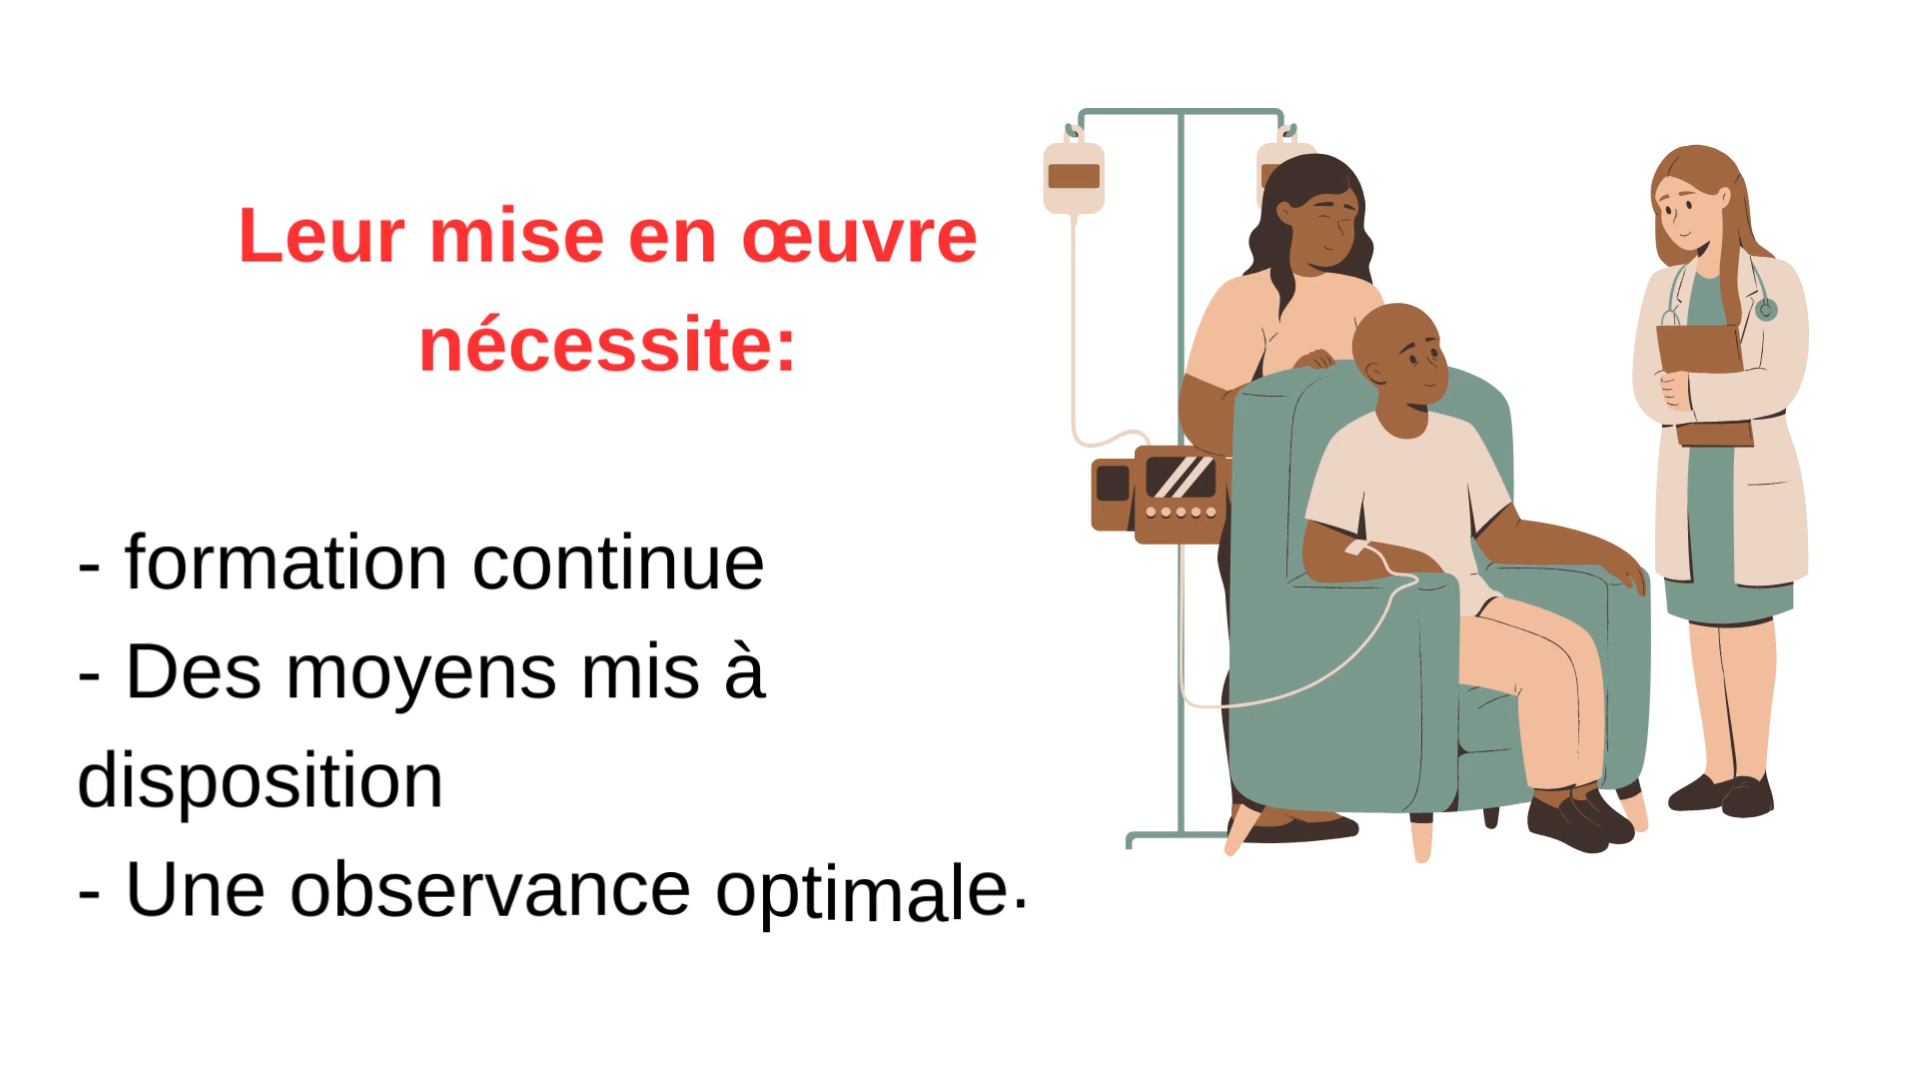 Leur mise en œuvre
nécessite:
- formation continue
- Des moyens mis à
disposition
- Une observance optimale.